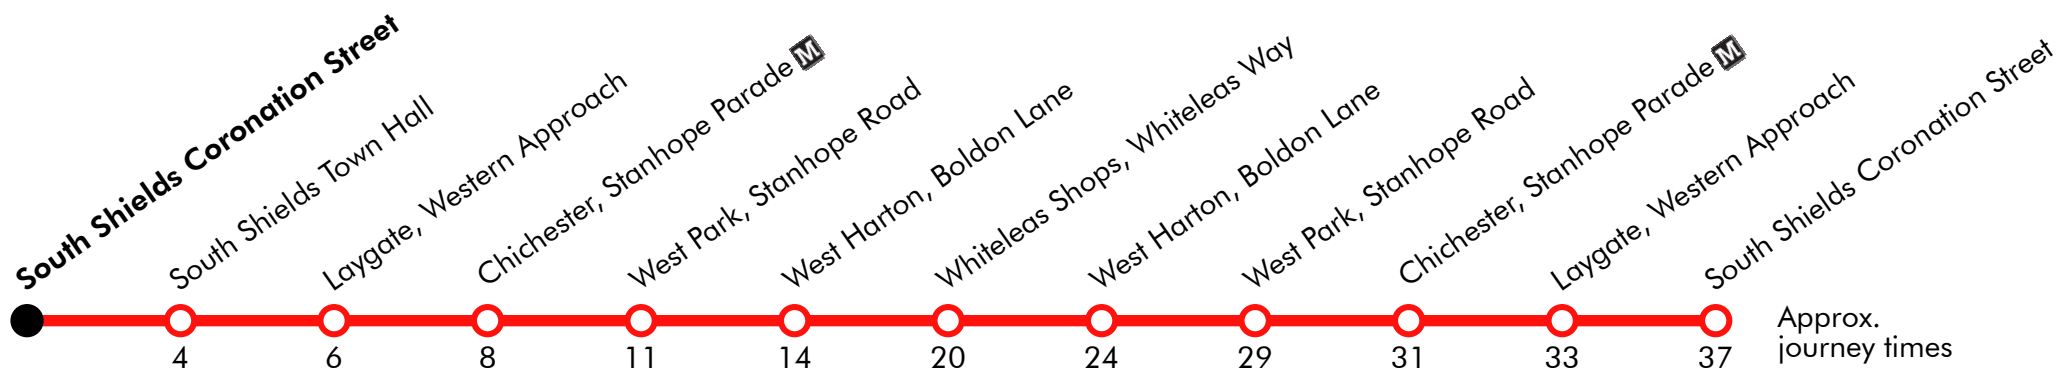 South Shields Coronation Street
South Shields Town Hall
Laygate, Western Approach
Chichester, Stanhope Parade M
West Park, Stanhope Road
West Harton, Boldon Lane
Whiteleas Shops, Whiteleas Way
West Harton, Boldon Lane
West Park, Stanhope Road
Chichester, Stanhope Parade M
Laygate, Western Approach
South Shields Coronation Street
4 6 8 11 14 20 24 29 31 33 37
Approx.
journey times